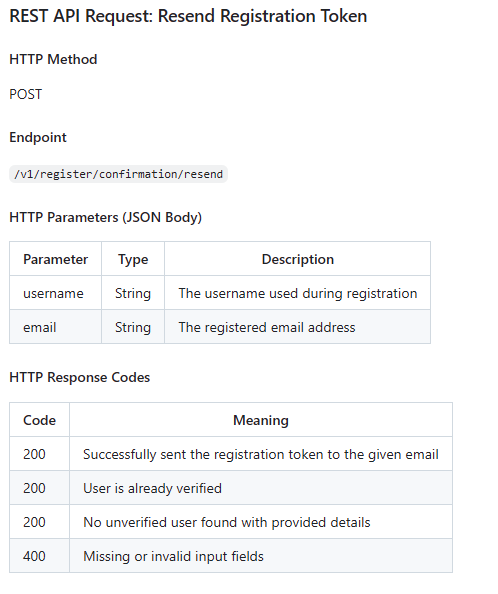 REST API Request: Resend Registration Token
HTTP Method
POST
Endpoint
/v1/register/confirmation/resend
HTTP Parameters (JSON Body)
Parameter Type Description
username String The username used during registration
email String The registered email address
HTTP Response Codes
Code Meaning
200 Successfully sent the registration token to the given email
200 User is already verified
200 No unverified user found with provided details
400 Missing or invalid input fields